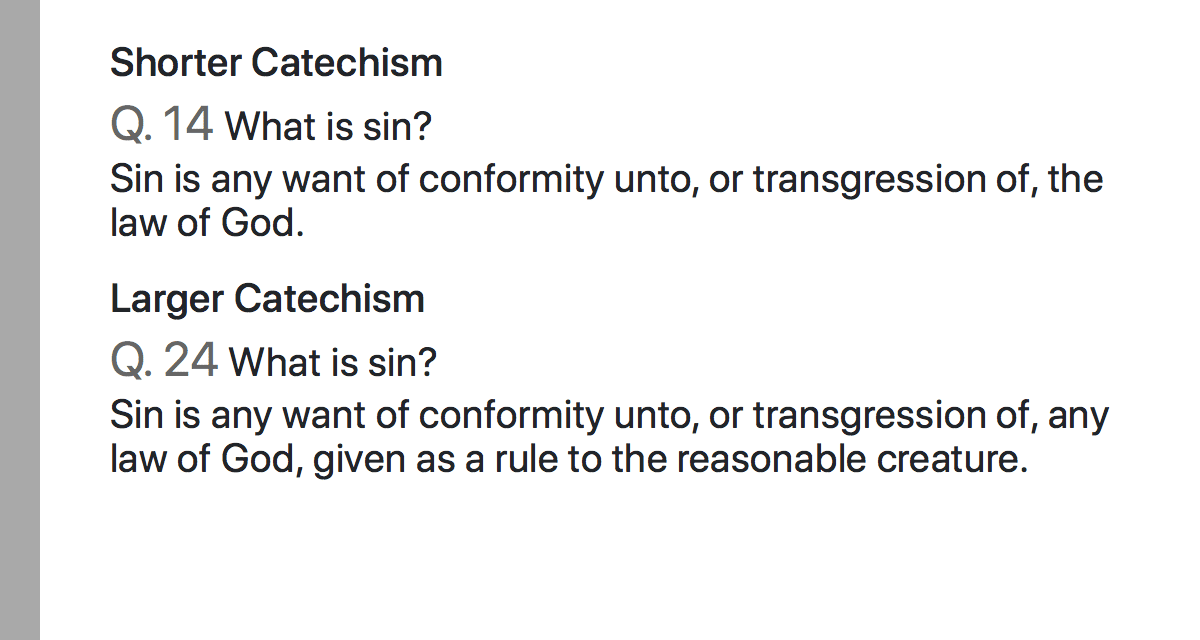 Shorter Catechism
Q. 14 What is sin?
Sin is any want of conformity unto, or transgression of, the
law of God.
Larger Catechism
Q. 24 What is sin?
Sin is any want of conformity unto, or transgression of, any
law of God, given as a rule to the reasonable creature.